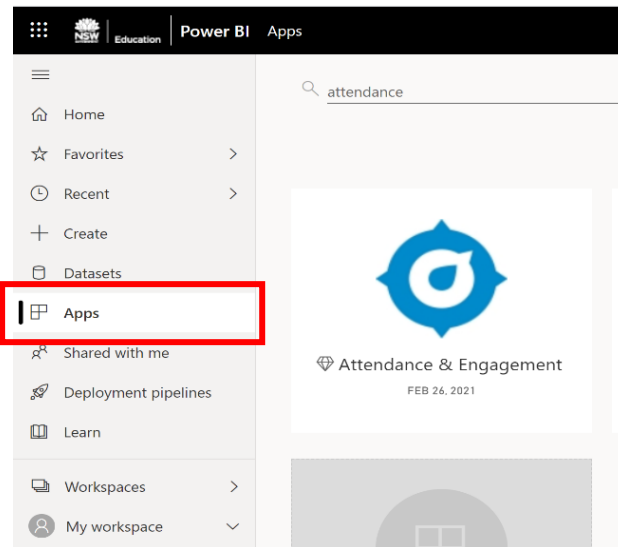 NSW Education Power BI Apps
attendance
Home
Favorites
Recent
Create
Datasets
Apps
Shared with me
Deployment pipelines
Learn
Workspaces
My workspace
Attendance & Engagement
FEB 26, 2021